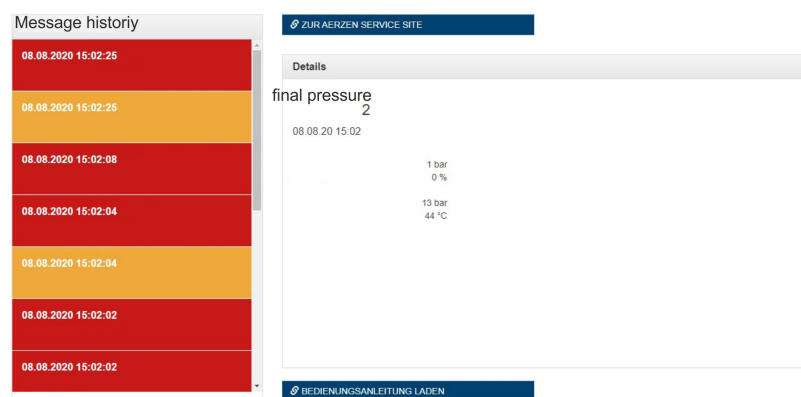 Message historiy
08.08.2020 15:02:25
08.08.2020 15:02:25
08.08.2020 15:02:08
08.08.2020 15:02:04
08.08.2020 15:02:04
08.08.2020 15:02:02
08.08.2020 15:02:02
ZUR AERZEN SERVICE SITE
Details
final pressure
2
08.08.20 15:02
1 bar
0 %
13 bar
44 °C
BEDIENUNGSANLEITUNG LADEN